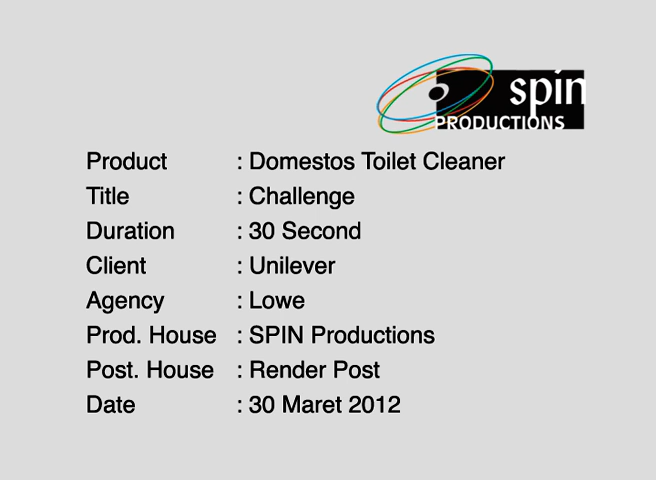 spin
PRODUCTIONS
Product : Domestos Toilet Cleaner
Title : Challenge
Duration : 30 Second
Client : Unilever
Agency : Lowe
Prod. House : SPIN Productions
Post. House : Render Post
Date : 30 Maret 2012